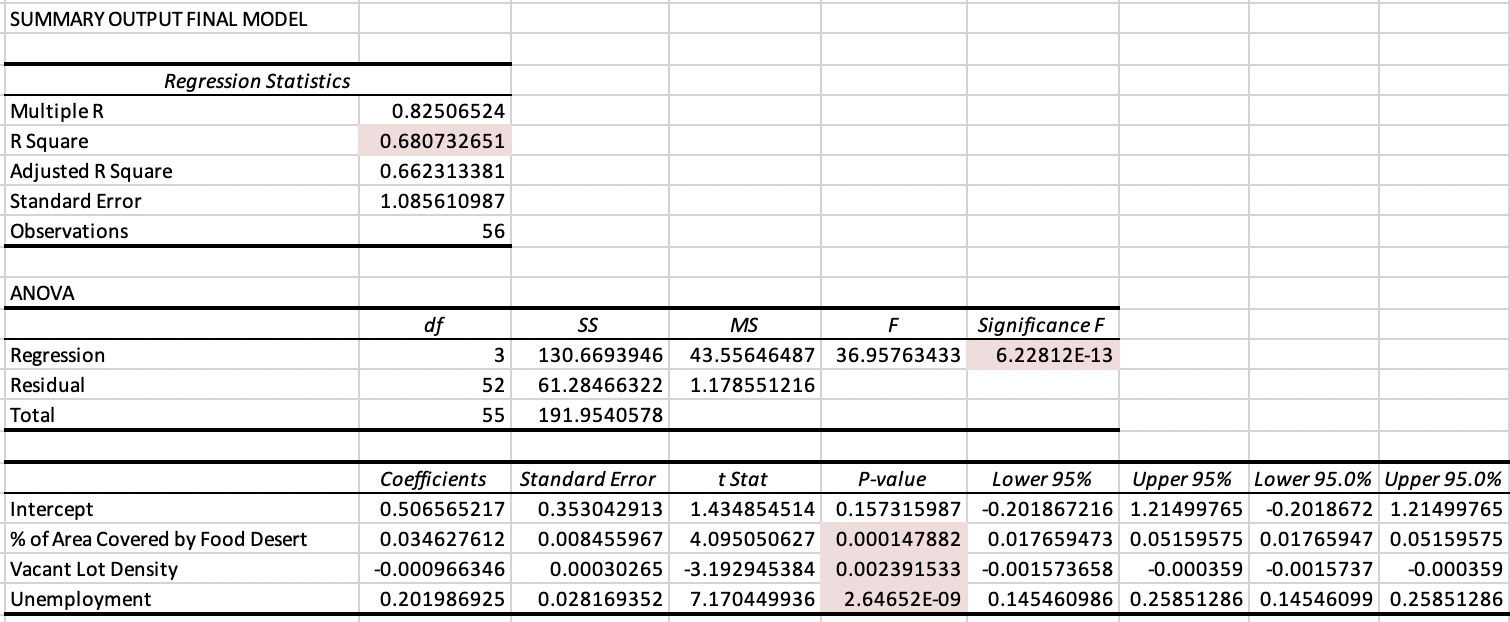 SUMMARY OUTPUT FINAL MODEL
Regression Statistics
Multiple R 0.82506524
R Square 0.680732651
Adjusted R Square 0.662313381
Standard Error 1.085610987
Observations 56
ANOVA
df SS MS F Significance F
Regression 3 130.6693946 43.55646487 36.95763433 6.22812E-13
Residual 52 61.28466322 1.178551216
Total 55 191.9540578
Coefficients Standard Error t Stat P-value Lower 95% Upper 95% Lower 95.0% Upper 95.0%
Intercept 0.506565217 0.353042913 1.434854514 0.157315987 -0.201867216 1.21499765 -0.2018672 1.21499765
% of Area Covered by Food Desert 0.034627612 0.008455967 4.095050627 0.000147882 0.017659473 0.05159575 0.01765947 0.05159575
Vacant Lot Density -0.000966346 0.00030265 -3.192945384 0.002391533 -0.001573658 -0.000359 -0.0015737 -0.000359
Unemployment 0.201986925 0.028169352 7.170449936 2.64652E-09 0.145460986 0.25851286 0.14546099 0.25851286